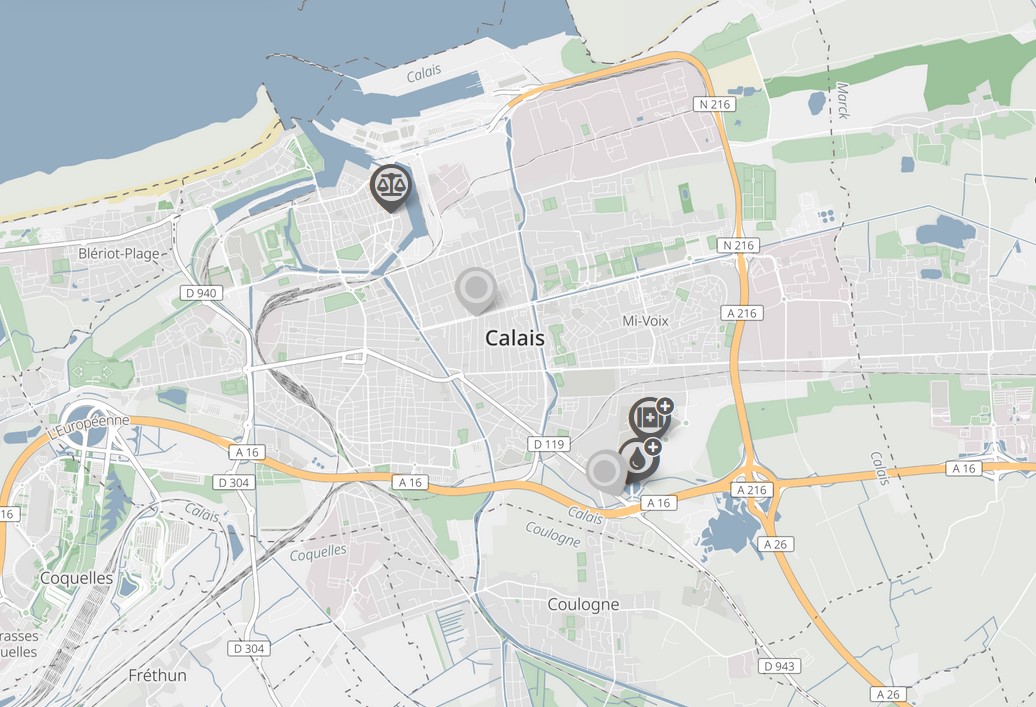 Calais
N 216
Marck
Blériot-Plage
N 216
D 940
A 216
Mi-Voix
Calais
L'Européenne
D 119
A 16
A 16
Calais
D 304
A 16
A 216
16
A 16
Calais
Calais
Coulogne
A 26
Coquelles
Coquelles
Coulogne
rasses
uelles
D 304
D 943
Fréthun
A 26